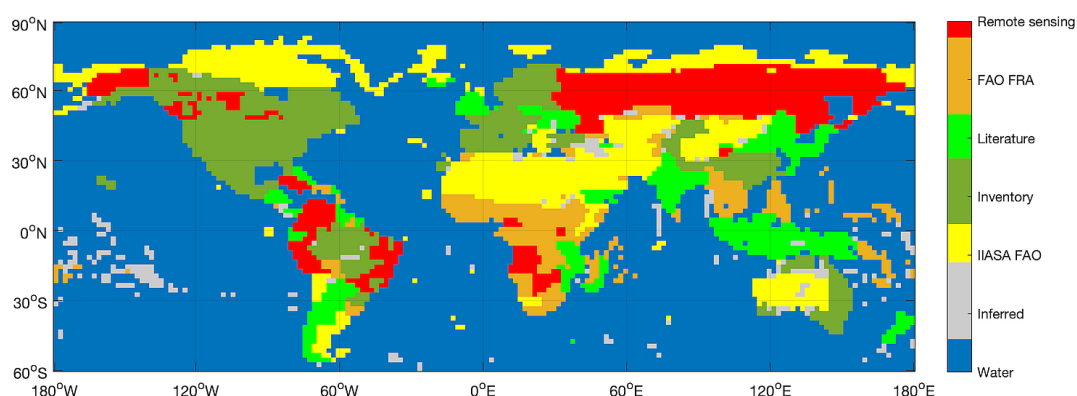 90°N
60°N
30°N
0°N
30°S
60°S
180°W
120°W
60°W
0°E
60°E
120°E
180°E
Remote sensing
FAO FRA
Literature
Inventory
IIASA FAO
Inferred
Water